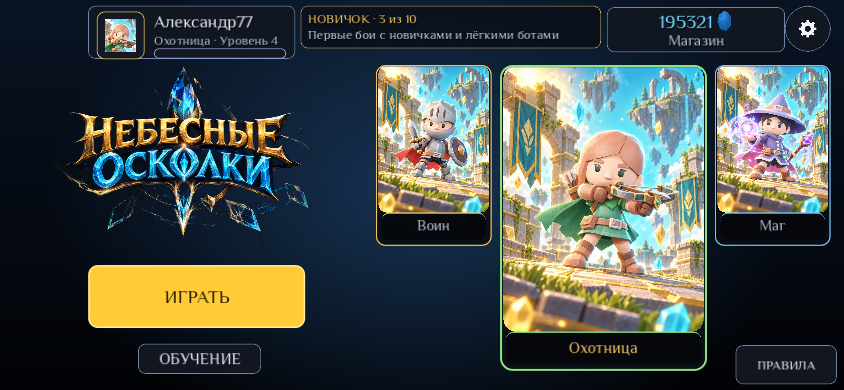 Александр77
Охотница · Уровень 4
НОВИЧОК · 3 из 10
Первые бои с новичками и лёгкими ботами
195321
Магазин
НЕБЕСНЫЕ
ОСКОЛКИ
Воин
Охотница
Маг
ИГРАТЬ
ОБУЧЕНИЕ
ПРАВИЛА